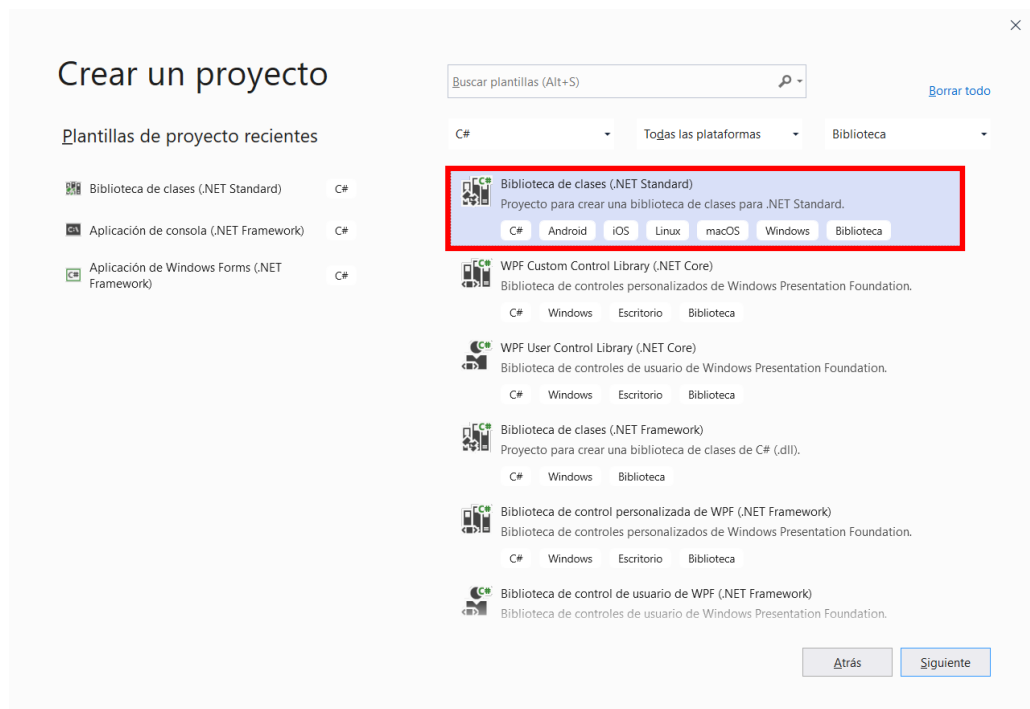 Crear un proyecto
Plantillas de proyecto recientes
Biblioteca de clases (.NET Standard) C#
Aplicación de consola (.NET Framework) C#
Aplicación de Windows Forms (.NET
Framework) C#
Buscar plantillas (Alt+S)
Borrar todo
C# Todas las plataformas Biblioteca
Biblioteca de clases (.NET Standard)
Proyecto para crear una biblioteca de clases para .NET Standard.
C# Android iOS Linux macOS Windows Biblioteca
WPF Custom Control Library (.NET Core)
Biblioteca de controles personalizados de Windows Presentation Foundation.
C# Windows Escritorio Biblioteca
WPF User Control Library (.NET Core)
Biblioteca de controles de usuario de Windows Presentation Foundation.
C# Windows Escritorio Biblioteca
Biblioteca de clases (.NET Framework)
Proyecto para crear una biblioteca de clases de C# (.dll).
C# Windows Biblioteca
Biblioteca de control personalizada de WPF (.NET Framework)
Biblioteca de controles personalizados de Windows Presentation Foundation.
C# Windows Escritorio Biblioteca
Biblioteca de control de usuario de WPF (.NET Framework)
Biblioteca de controles de usuario de Windows Presentation Foundation.
Atrás Siguiente